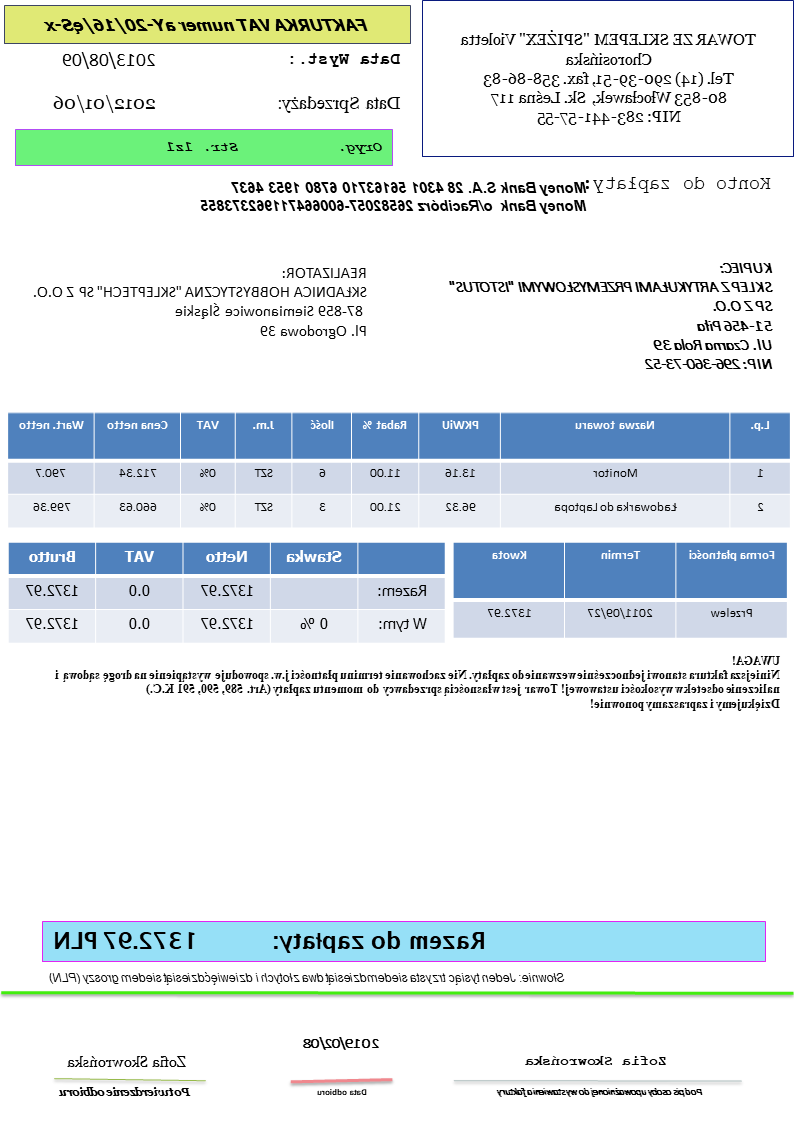 TOWAR ZE SKLEPEM "SPIŻEX" Violetta
Chorosińska
Tel. (14) 290-39-51, fax. 358-86-83
80-853 Włocławek, Sk. Leśna 117
NIP: 283-441-57-55
FAKTURKA VAT numer aY-20/16/ęS-x
Data Wyst.: 2013/08/09
Data Sprzedaży: 2012/01/06
Oryg. Str. 1z1
Konto do zapłaty: Money Bank S.A. 28 4301 56163710 6780 1953 4637
Money Bank o/Racibórz 26582057-600664711962373855
KUPIEC:
SKLEP Z ARTYKUŁAMI PRZEMYSŁOWYMI "ISTOTUS"
SP Z O.O.
51-456 Piła
Ul. Czarna Rola 39
NIP: 296-360-73-52
REALIZATOR:
SKŁADNICA HOBBYSTYCZNA "SKLEPTECH" SP Z O.O.
87-859 Siemianowice Śląskie
Pl. Ogrodowa 39
L.p. Nazwa towaru PKWiU Rabat % Ilość J.m. VAT Cena netto Wart. netto
1 Monitor 13.16 11.00 6 SZT 0% 712.34 790.7
2 Ładowarka do Laptopa 96.32 21.00 3 SZT 0% 660.63 799.36
Forma płatności Termin Kwota
Przelew 2011/09/27 1372.97
Stawka Netto VAT Brutto
Razem: 1372.97 0.0 1372.97
W tym: 0 % 1372.97 0.0 1372.97
UWAGA!
Niniejsza faktura stanowi jednocześnie wezwanie do zapłaty. Nie zachowanie terminu płatności j.w. spowoduje wystąpienie na drogę sądową i
naliczenie odsetek w wysokości ustawowej! Towar jest własnością sprzedawcy do momentu zapłaty (Art. 589, 590, 591 K.C.)
Dziękujemy i zapraszamy ponownie!
Razem do zapłaty: 1372.97 PLN
Słownie: Jeden tysiąc trzysta siedemdziesiąt dwa złotych i dziewięćdziesiąt siedem groszy (PLN)
Zofia Skowrońska
Podpis osoby upoważnionej do wystawienia faktury
2019/02/08
Data odbioru
Zofia Skowrońska
Potwierdzenie odbioru